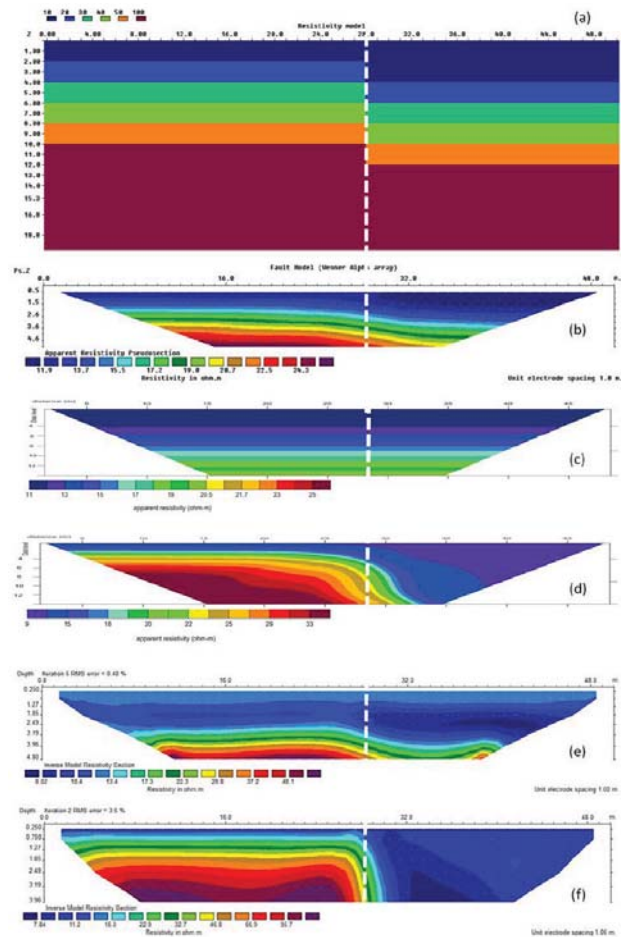 10 20 30 40 50 100
(a)
Resistivity model
Z 0.00 4.00 8.00 12.0 16.0 20.0 24.0 32.0 36.0 40.0 44.0 48.0
1.00
2.00
3.00
4.00
5.00
6.00
7.00
8.00
9.00
10.0
11.0
12.0
13.0
14.0
15.0
16.0
18.0
Fault Model (Wenner Alpha array)
Ps.Z 0.0 16.0 32.0
0.5
1.5
2.6
3.6
4.6
(b)
Apparent Resistivity Pseudosection
11.9 13.7 15.5 17.2 19.0 20.7 22.5 24.3
Resistivity in ohm.m
Unit electrode spacing 1.0 m.
(c)
11 13 15 17 19 20.5 21.7 23 25
apparent resistivity (ohm-m)
(d)
9 15 18 20 22 25 29 33
apparent resistivity (ohm-m)
Depth Iteration 5 RMS error = 0.48 %
0.0 16.0 32.0 48.0 m.
0.250
1.27
1.85
2.43
3.19
3.96
(e)
Inverse Model Resistivity Section
10.4 13.4 17.3 22.3 28.8 37.2 48.1
Resistivity in ohm.m
Unit electrode spacing 1.00 m.
Depth Iteration 2 RMS error = 3.6 %
0.0 16.0 32.0 48.0 m.
0.250
0.750
1.27
1.85
2.43
3.19
3.96
(f)
Inverse Model Resistivity Section
7.84 11.2 16.0 22.9 32.7 46.8 66.9 95.7
Resistivity in ohm.m
Unit electrode spacing 1.00 m.